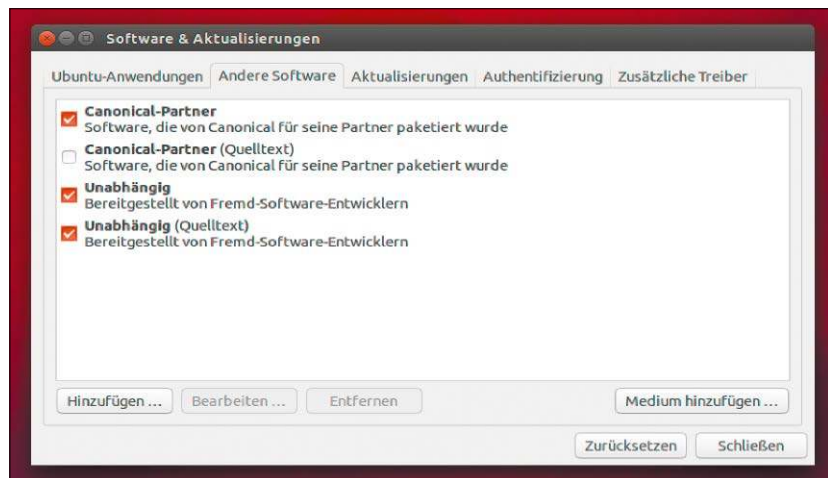 Software & Aktualisierungen
Ubuntu-Anwendungen Andere Software Aktualisierungen Authentifizierung Zusätzliche Treiber
Canonical-Partner
Software, die von Canonical für seine Partner paketiert wurde
Canonical-Partner (Quelltext)
Software, die von Canonical für seine Partner paketiert wurde
Unabhängig
Bereitgestellt von Fremd-Software-Entwicklern
Unabhängig (Quelltext)
Bereitgestellt von Fremd-Software-Entwicklern
Hinzufügen ... Bearbeiten ... Entfernen Medium hinzufügen ...
Zurücksetzen Schließen